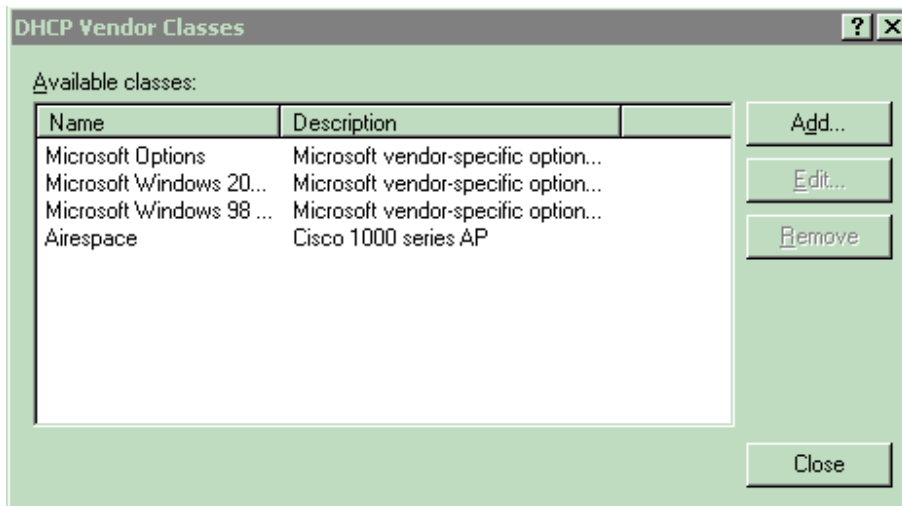 DHCP Vendor Classes
Available classes:
Name Description
Microsoft Options Microsoft vendor-specific option...
Microsoft Windows 20... Microsoft vendor-specific option...
Microsoft Windows 98 ... Microsoft vendor-specific option...
Airespace Cisco 1000 series AP
Add...
Edit...
Remove
Close